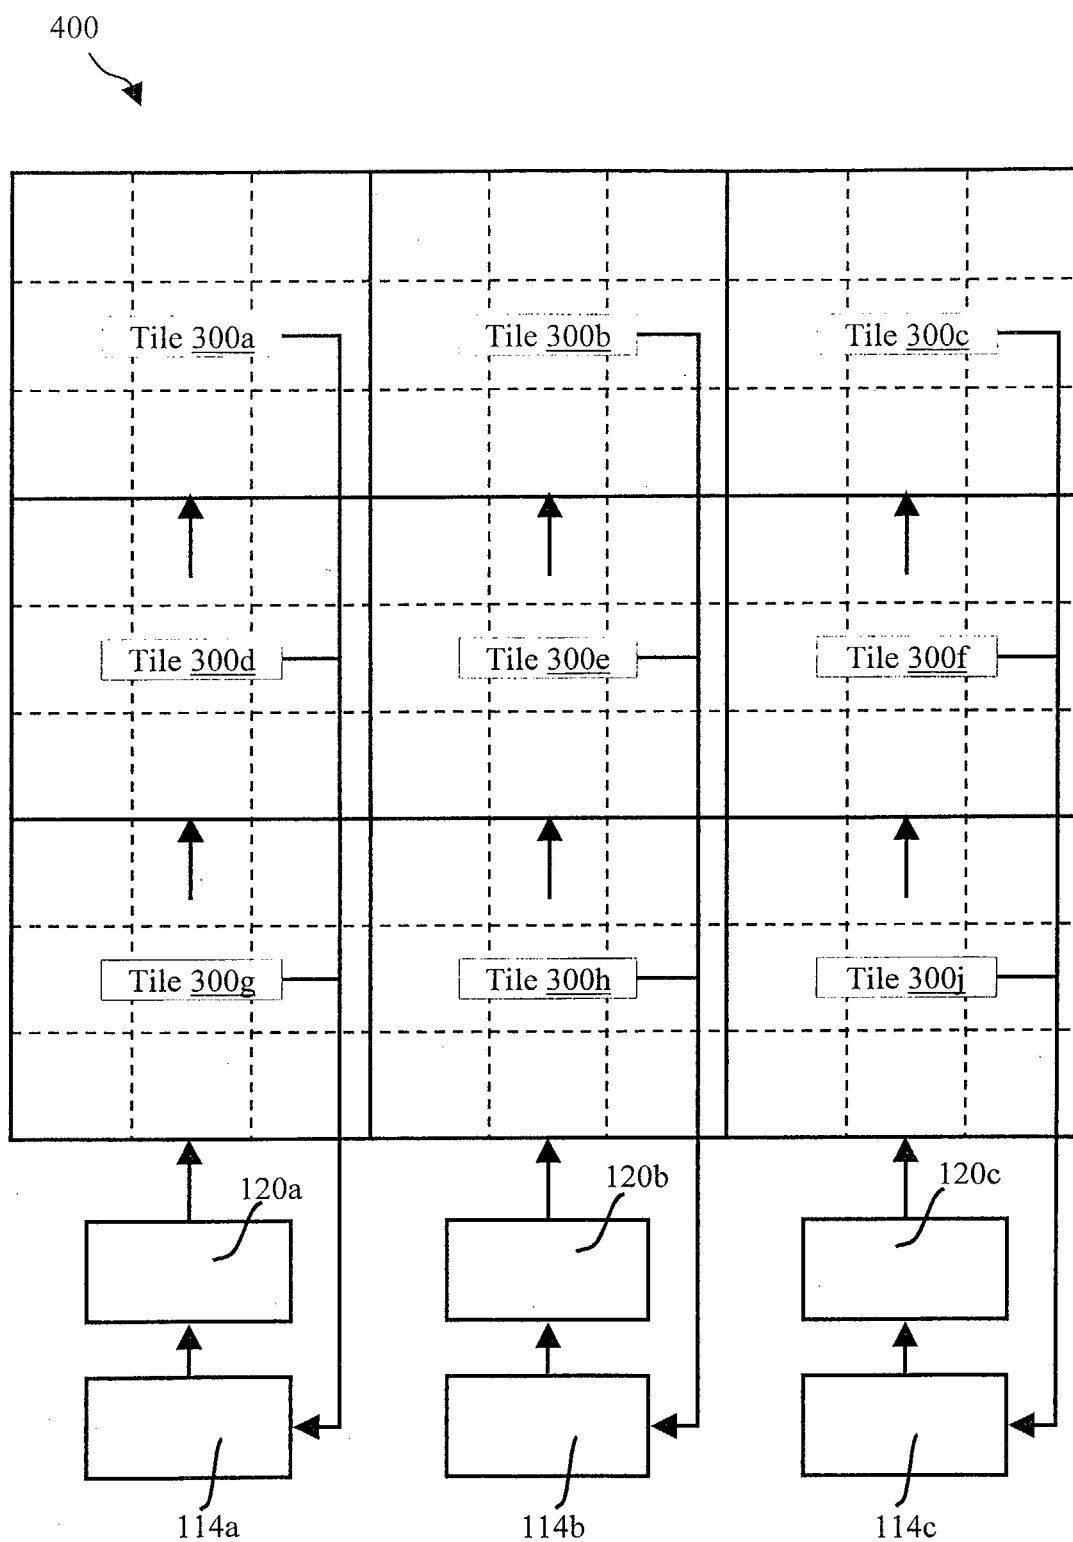 400
Tile 300a
Tile 300b
Tile 300c
Tile 300d
Tile 300e
Tile 300f
Tile 300g
Tile 300h
Tile 300j
120a
120b
120c
114a
114b
114c